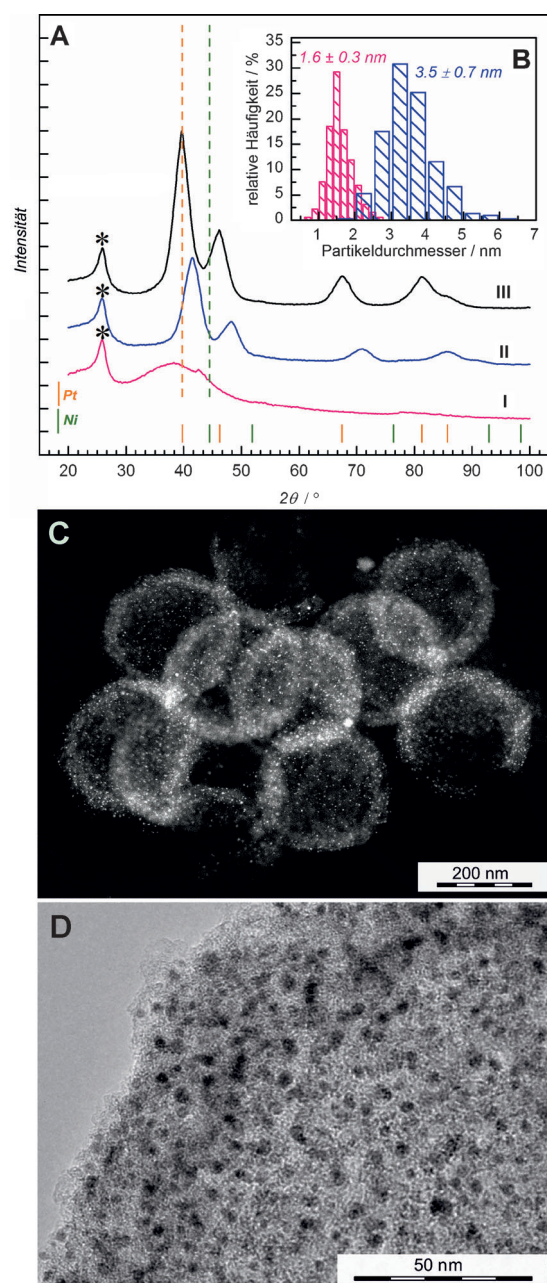 A
Intensität
*
*
*
III
II
I
Pt
Ni
20 30 40 50 60 70 80 90 100
2θ / °
B
1.6 ± 0.3 nm
3.5 ± 0.7 nm
relative Häufigkeit / %
35
30
25
20
15
10
5
0
1 2 3 4 5 6 7
Partikeldurchmesser / nm
C
200 nm
D
50 nm